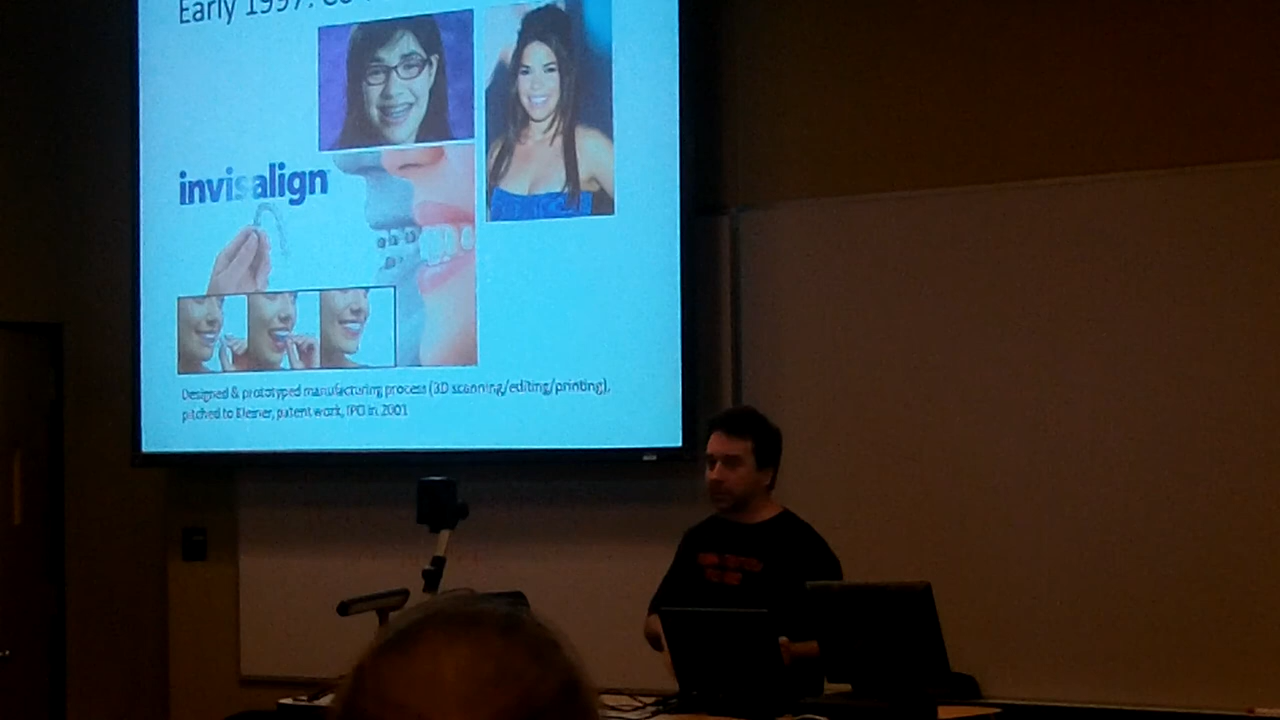 Early 1997: Co
invisalign
Designed & prototyped manufacturing process (3D scanning/editing/printing),
pitched to Kleiner, patent work, IPO in 2001